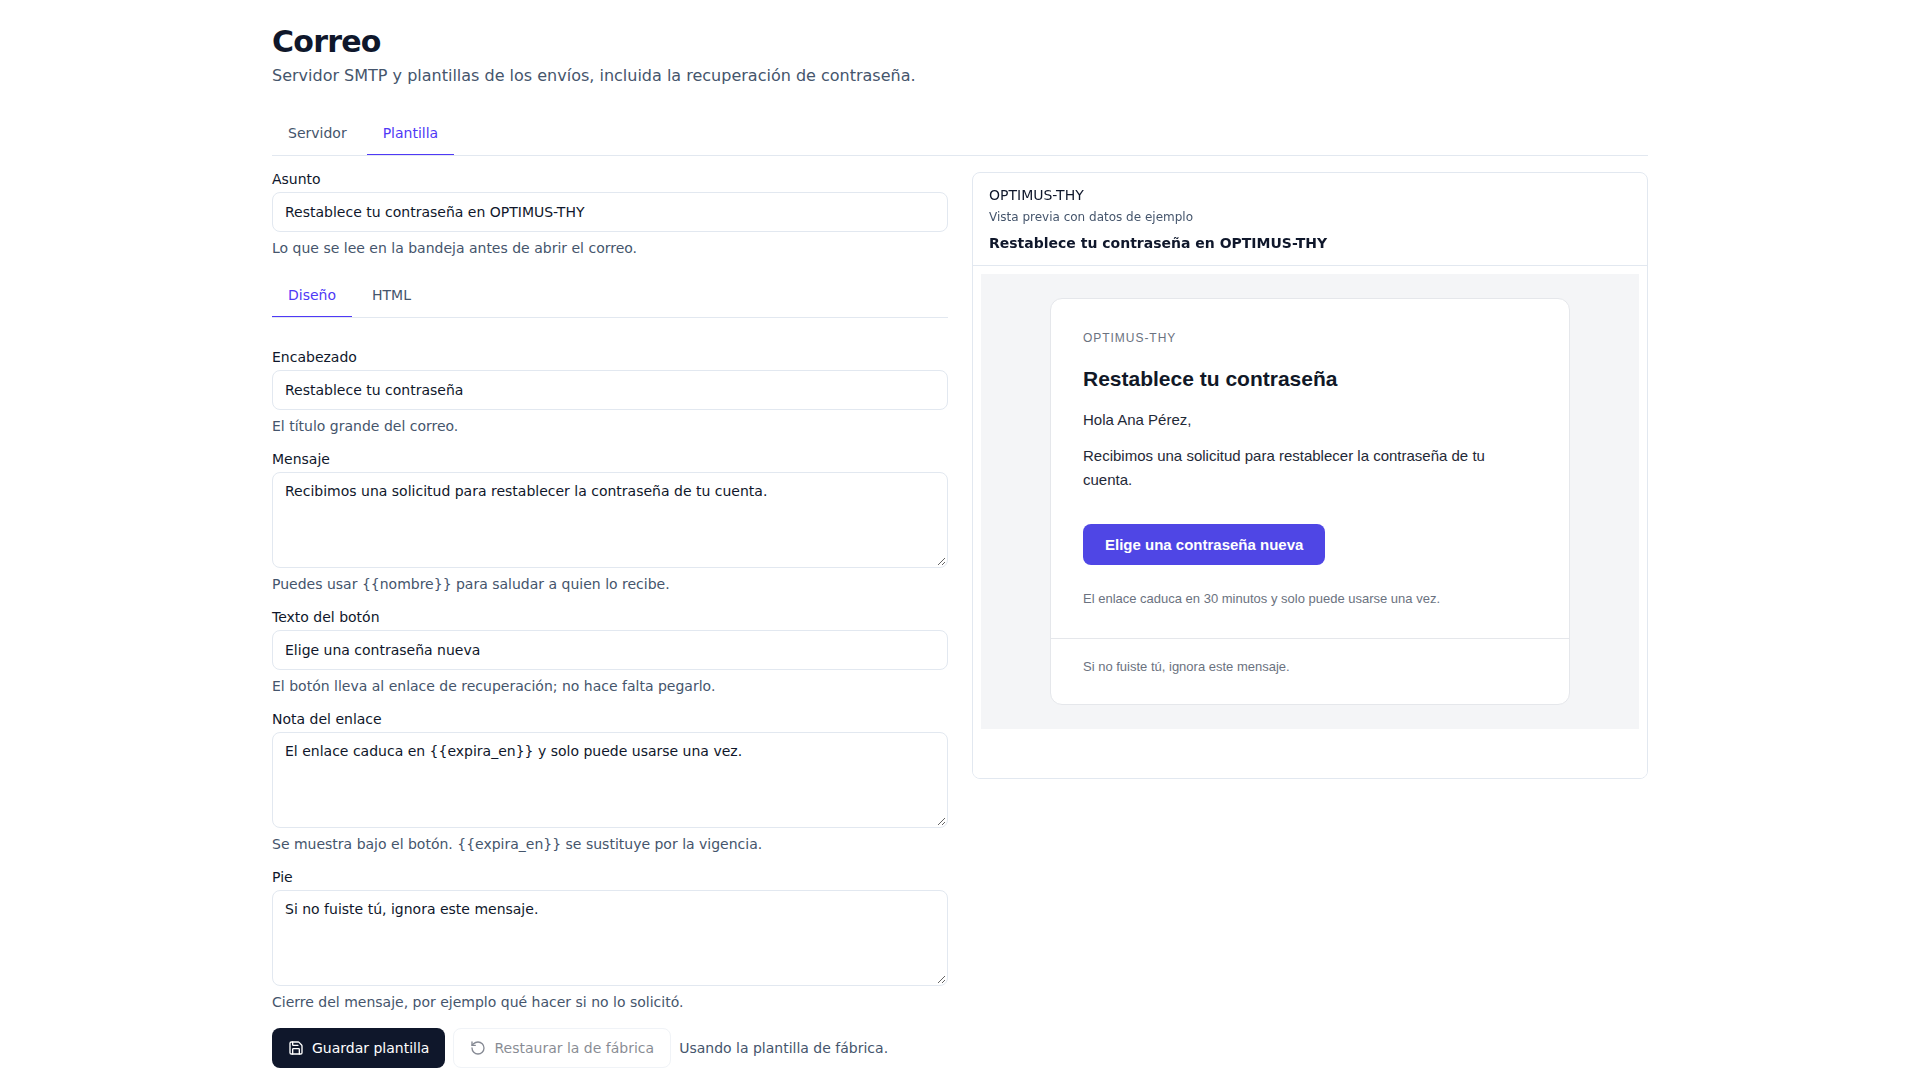 Correo
Servidor SMTP y plantillas de los envíos, incluida la recuperación de contraseña.
Servidor
Plantilla
Asunto
Restablece tu contraseña en OPTIMUS-THY
Lo que se lee en la bandeja antes de abrir el correo.
Diseño
HTML
Encabezado
Restablece tu contraseña
El título grande del correo.
Mensaje
Recibimos una solicitud para restablecer la contraseña de tu cuenta.
Puedes usar {{nombre}} para saludar a quien lo recibe.
Texto del botón
Elige una contraseña nueva
El botón lleva al enlace de recuperación; no hace falta pegarlo.
Nota del enlace
El enlace caduca en {{expira_en}} y solo puede usarse una vez.
Se muestra bajo el botón. {{expira_en}} se sustituye por la vigencia.
Pie
Si no fuiste tú, ignora este mensaje.
Cierre del mensaje, por ejemplo qué hacer si no lo solicitó.
Guardar plantilla
Restaurar la de fábrica
Usando la plantilla de fábrica.
OPTIMUS-THY
Vista previa con datos de ejemplo
Restablece tu contraseña en OPTIMUS-THY
OPTIMUS-THY
Restablece tu contraseña
Hola Ana Pérez,
Recibimos una solicitud para restablecer la contraseña de tu
cuenta.
Elige una contraseña nueva
El enlace caduca en 30 minutos y solo puede usarse una vez.
Si no fuiste tú, ignora este mensaje.